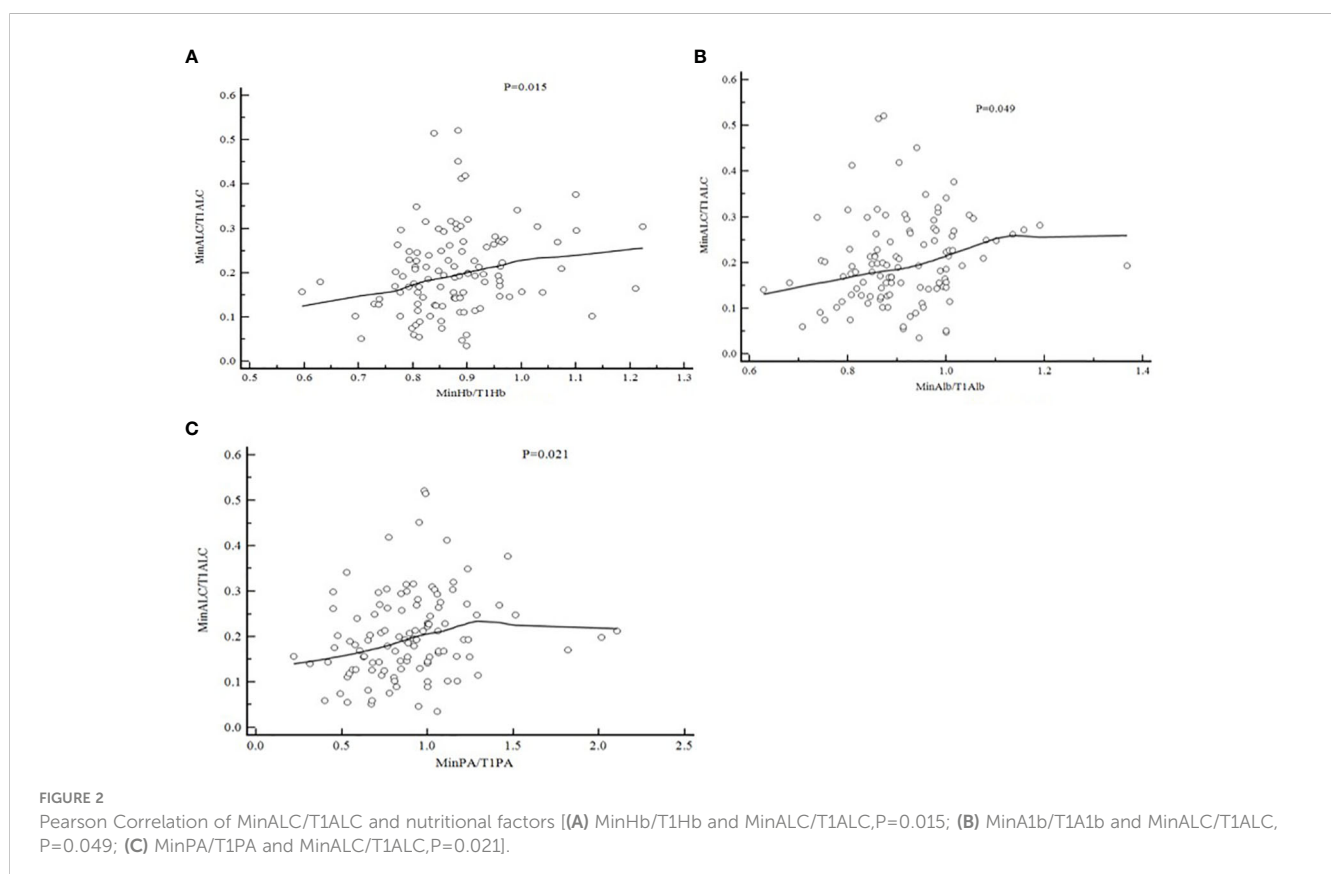 A
P=0.015
0.6
0.5
0.4
0.3
0.2
0.1
0.0
MinALC/T1ALC
0.5 0.6 0.7 0.8 0.9 1.0 1.1 1.2 1.3
MinHb/T1Hb
B
P=0.049
0.6
0.5
0.4
0.3
0.2
0.1
0.0
MinALC/T1ALC
0.6 0.8 1.0 1.2 1.4
MinAlb/T1Alb
C
P=0.021
0.6
0.5
0.4
0.3
0.2
0.1
0.0
MinALC/T1ALC
0.0 0.5 1.0 1.5 2.0 2.5
MinPA/T1PA
FIGURE 2
Pearson Correlation of MinALC/T1ALC and nutritional factors [(A) MinHb/T1Hb and MinALC/T1ALC,P=0.015; (B) MinA1b/T1A1b and MinALC/T1ALC,
P=0.049; (C) MinPA/T1PA and MinALC/T1ALC,P=0.021].